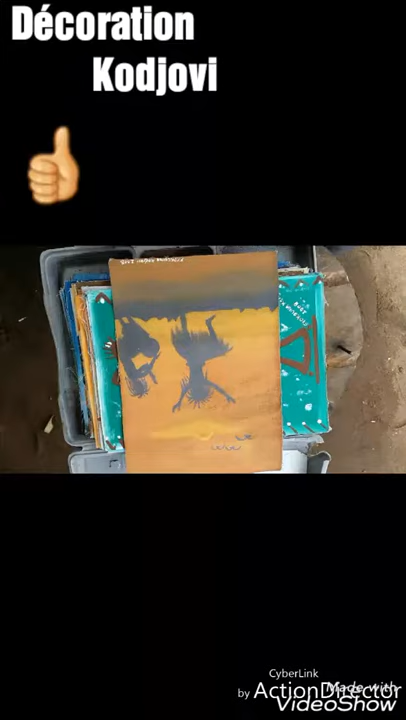 Décoration
Kodjovi
CyberLink
by ActionDirector
Made with
VideoShow